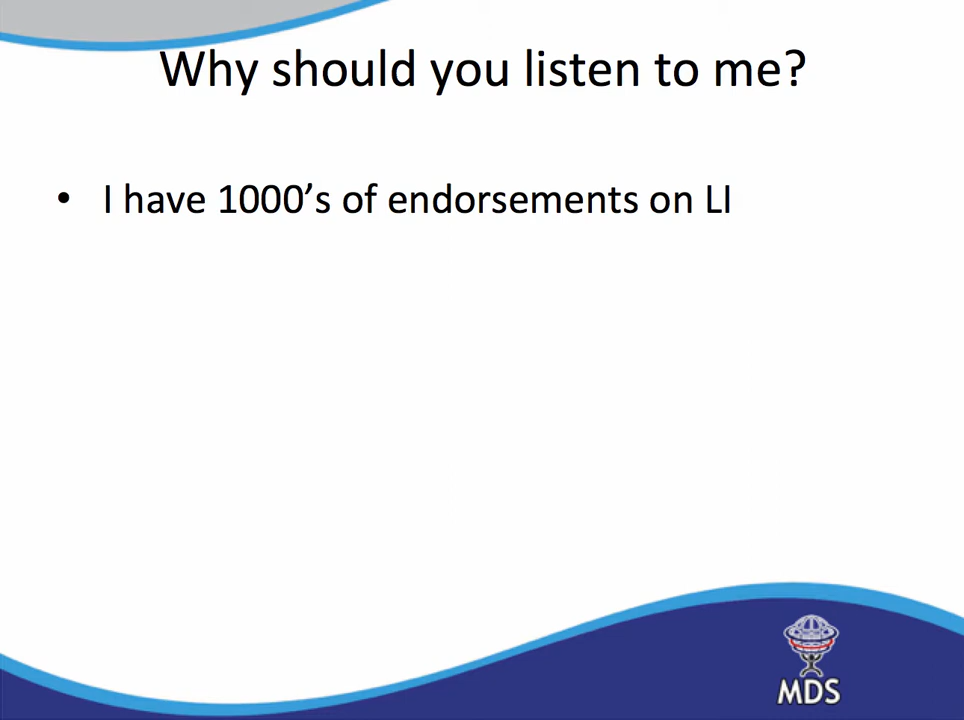 Why should you listen to me?
• I have 1000’s of endorsements on LI
MDS